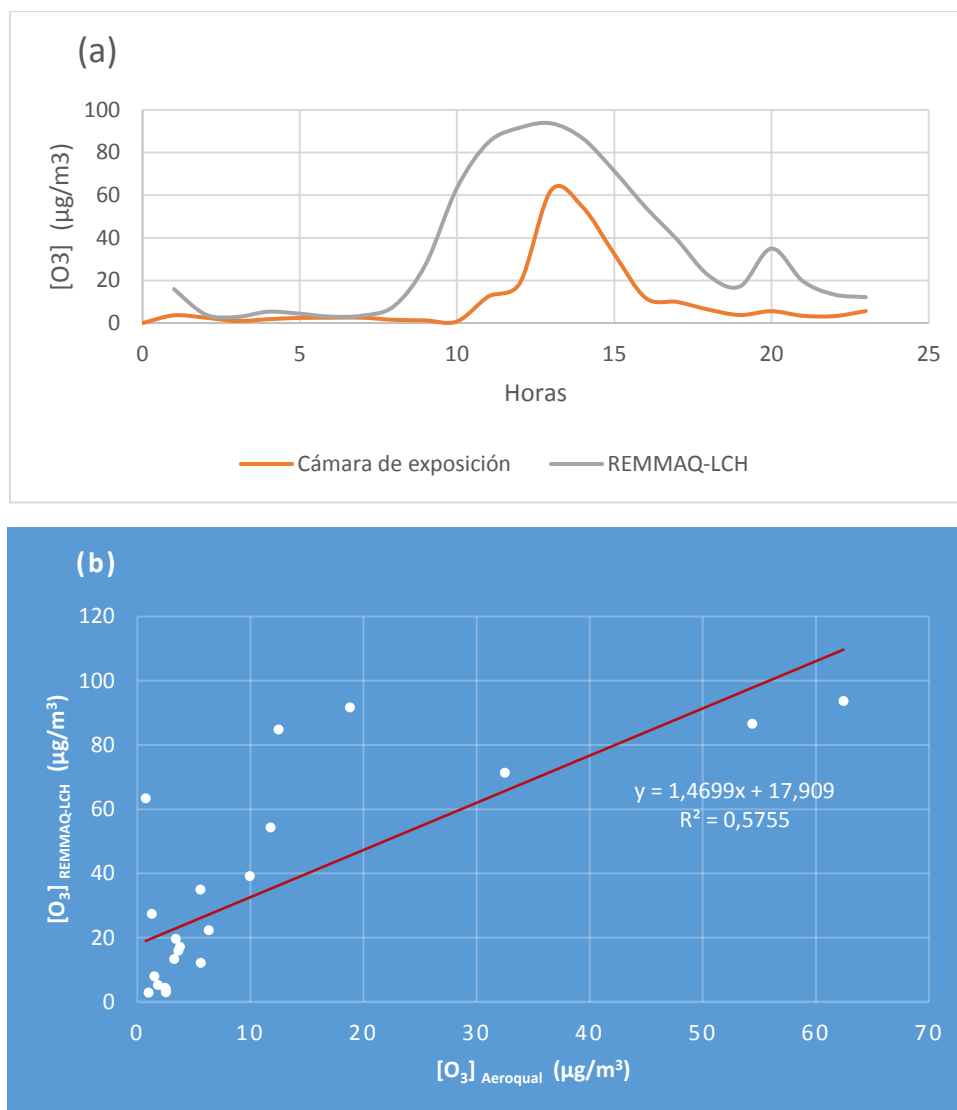 (a)
[O3] (µg/m3)
100
80
60
40
20
0
0 5 10 15 20 25
Horas
Cámara de exposición REMMAQ-LCH
(b)
[O₃] REMMAQ-LCH (µg/m³)
120
100
80
60
40
20
0
y = 1,4699x + 17,909
R² = 0,5755
0 10 20 30 40 50 60 70
[O₃] Aeroqual (µg/m³)